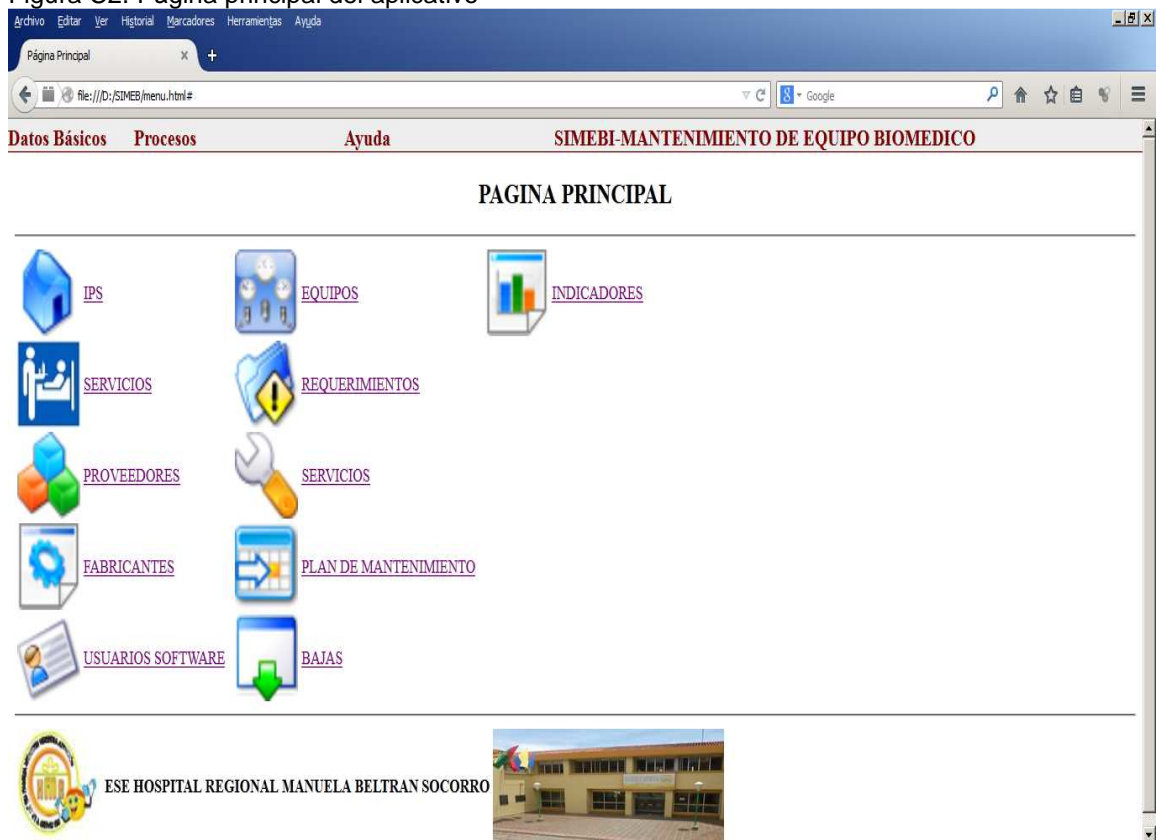 Figura C2. Página principal del aplicativo
Archivo Editar Ver Historial Marcadores Herramientas Ayuda
Página Principal x +
file:///D:/SIMEB/menu.html# Google
Datos Básicos Procesos Ayuda SIMEBI-MANTENIMIENTO DE EQUIPO BIOMEDICO
PAGINA PRINCIPAL
IPS EQUIPOS INDICADORES
SERVICIOS REQUERIMIENTOS
PROVEEDORES SERVICIOS
FABRICANTES PLAN DE MANTENIMIENTO
USUARIOS SOFTWARE BAJAS
ESE HOSPITAL REGIONAL MANUELA BELTRAN SOCORRO